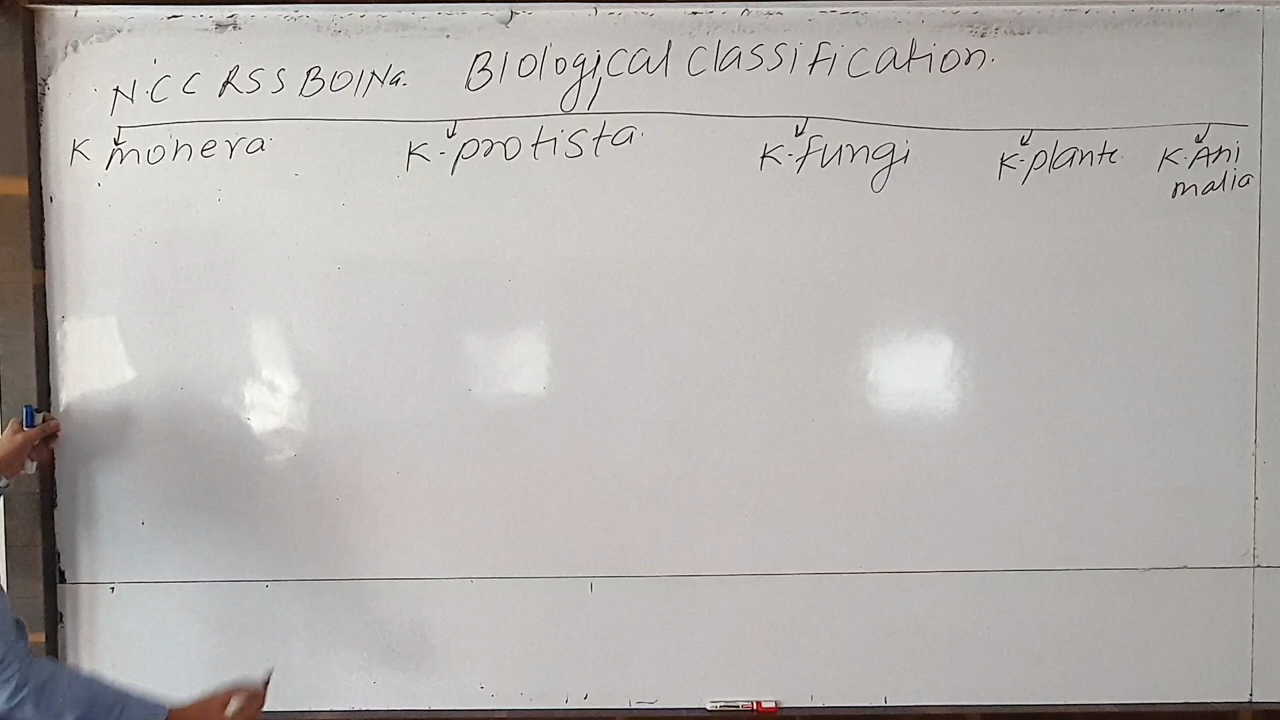 N.C C RSS BOINa. Biological classification.
K monera. K-protista. K-fungi K-plante. K-Ani
malia